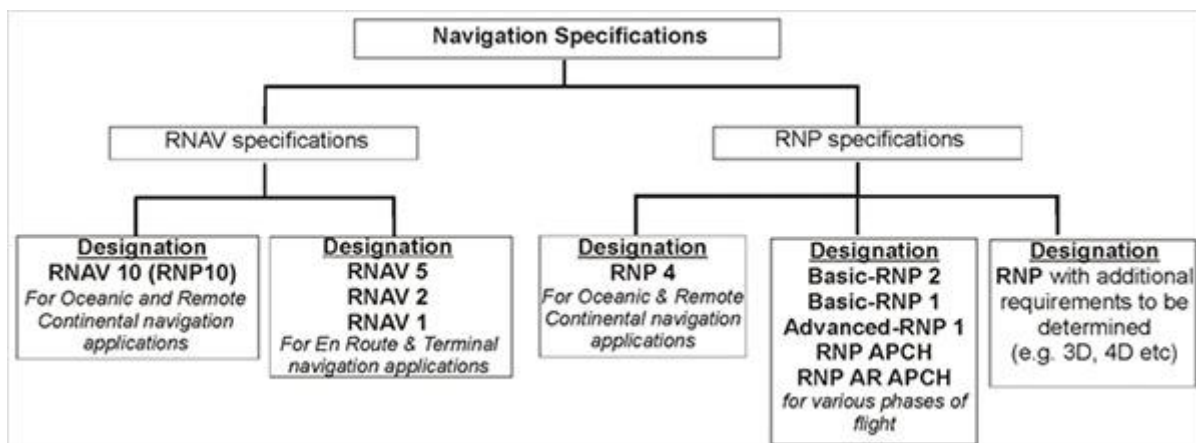 Navigation Specifications
RNAV specifications
RNP specifications
Designation
RNAV 10 (RNP10)
For Oceanic and Remote
Continental navigation
applications
Designation
RNAV 5
RNAV 2
RNAV 1
For En Route & Terminal
navigation applications
Designation
RNP 4
For Oceanic & Remote
Continental navigation
applications
Designation
Basic-RNP 2
Basic-RNP 1
Advanced-RNP 1
RNP APCH
RNP AR APCH
for various phases of
flight
Designation
RNP with additional
requirements to be
determined
(e.g. 3D, 4D etc)